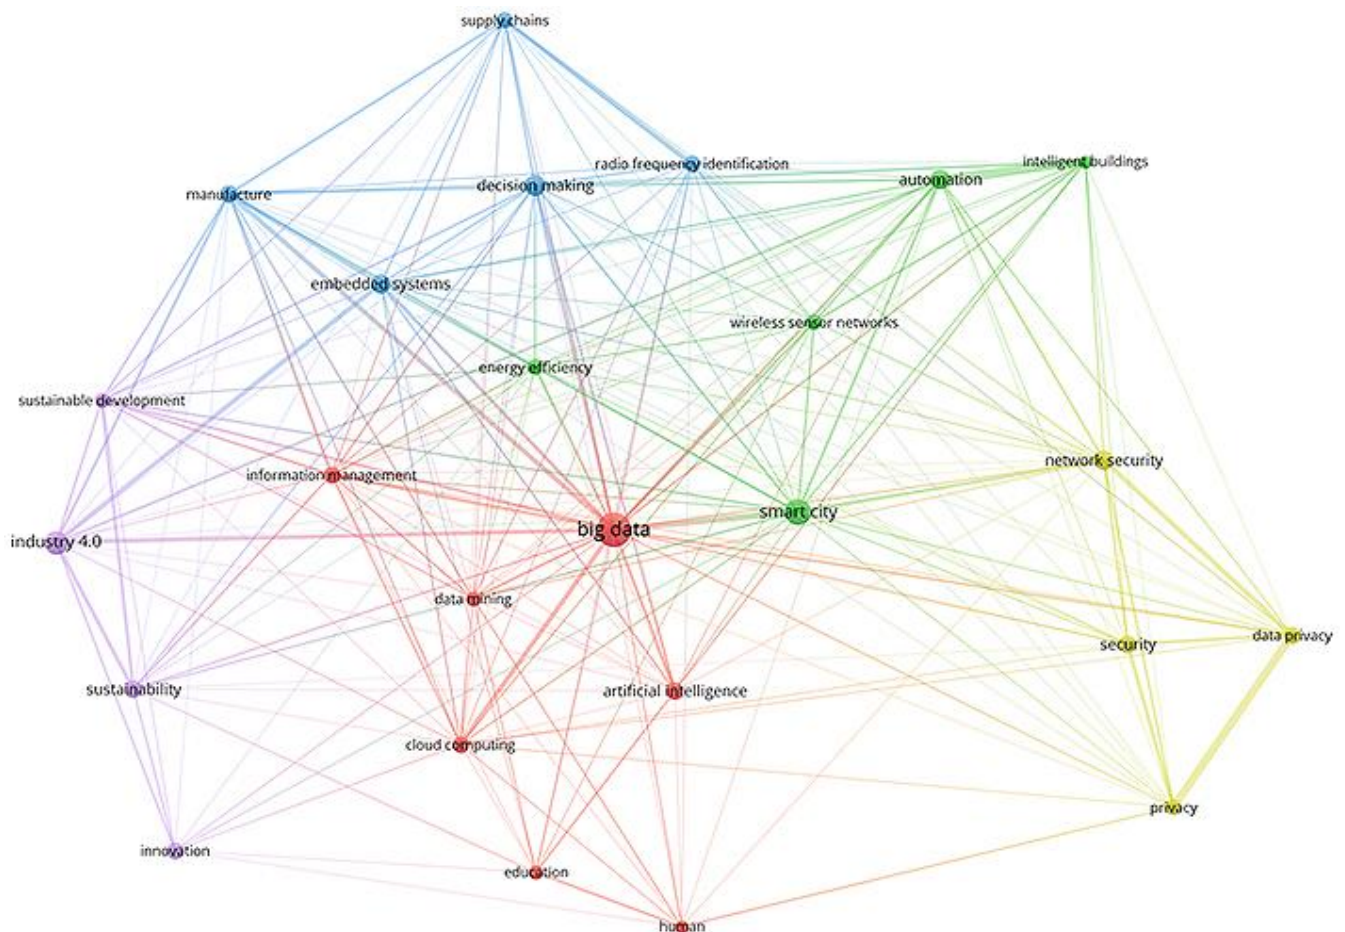 supply chains
radio frequency identification
intelligent buildings
automation
decision making
manufacture
embedded systems
wireless sensor networks
energy efficiency
sustainable development
network security
information management
smart city
big data
industry 4.0
data mining
data privacy
security
sustainability
artificial intelligence
cloud computing
privacy
innovation
education
human